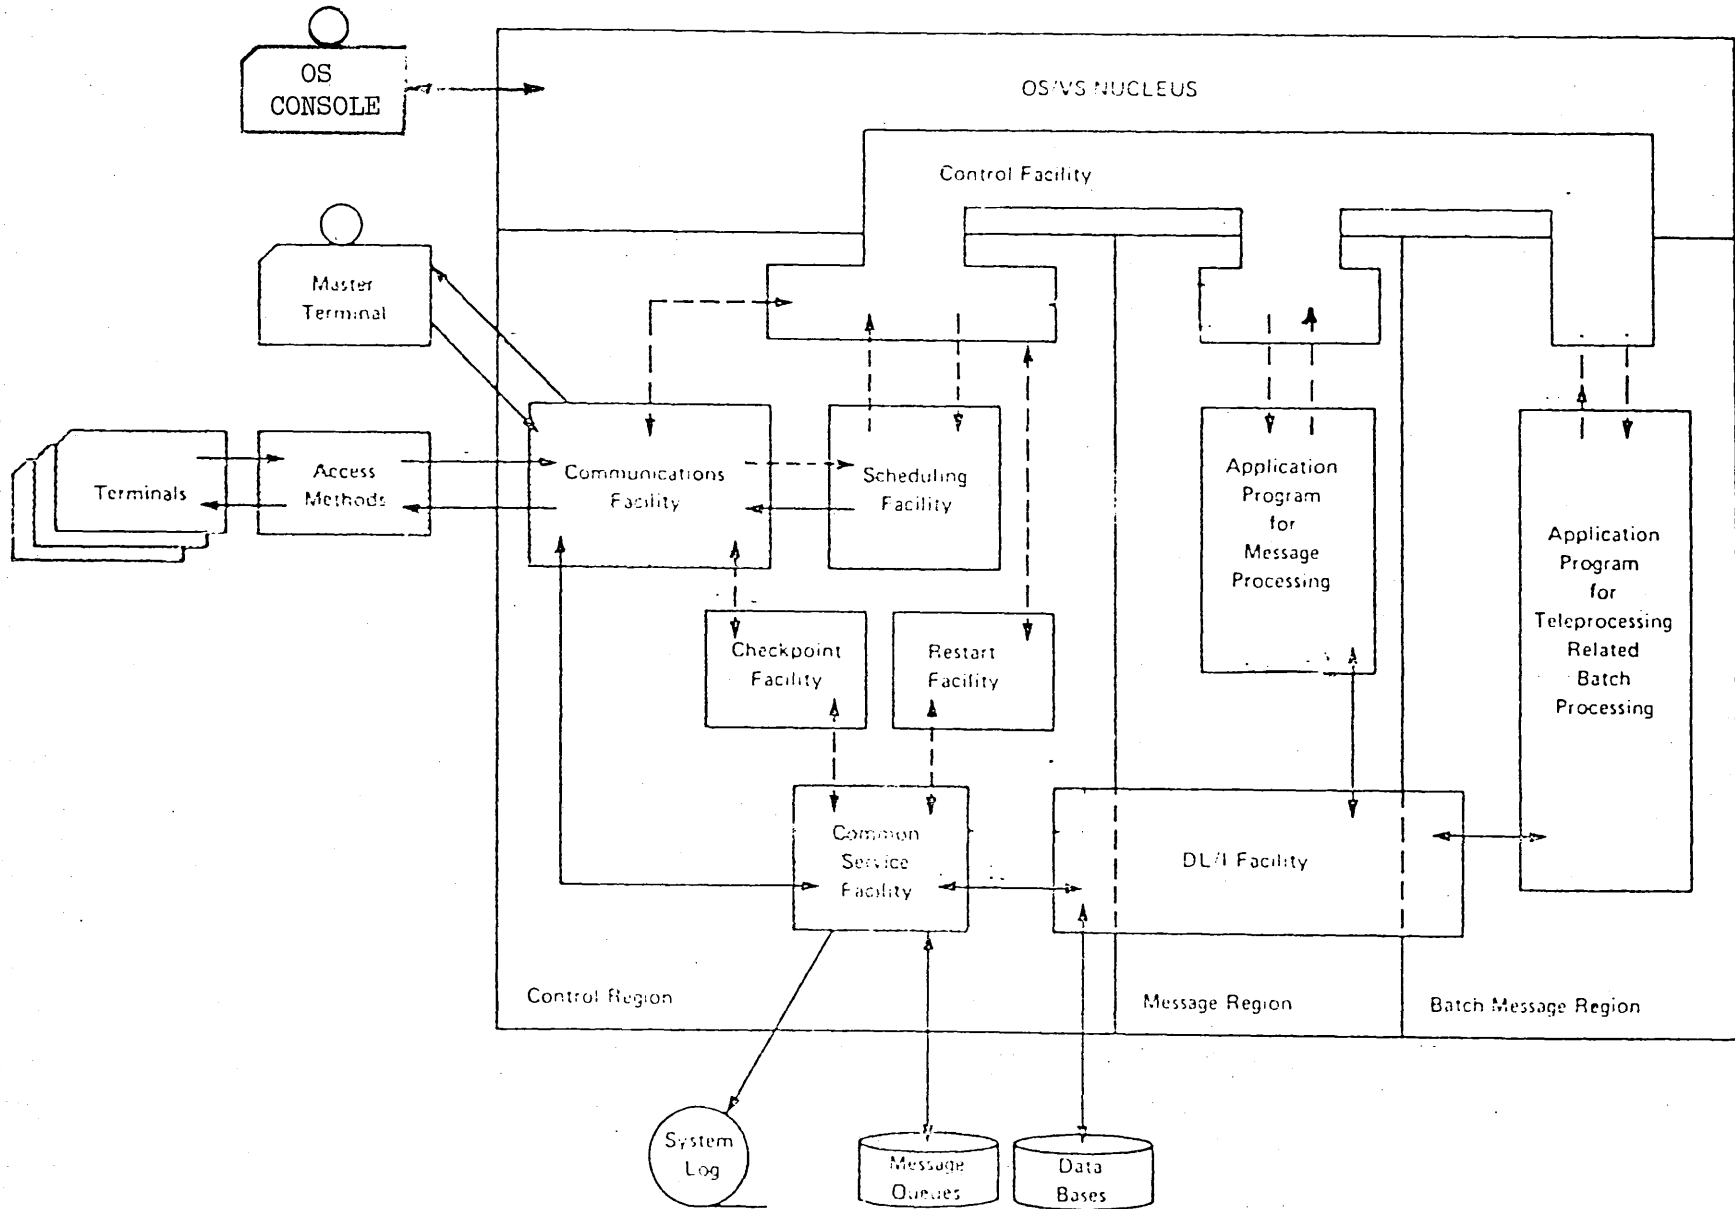 OS
CONSOLE
OS/VS NUCLEUS
Control Facility
Master
Terminal
Terminals
Access
Methods
Communications
Facility
Scheduling
Facility
Application
Program
for
Message
Processing
Application
Program
for
Teleprocessing
Related
Batch
Processing
Checkpoint
Facility
Restart
Facility
Common
Service
Facility
DL/I Facility
Control Region
Message Region
Batch Message Region
System
Log
Message
Queues
Data
Bases